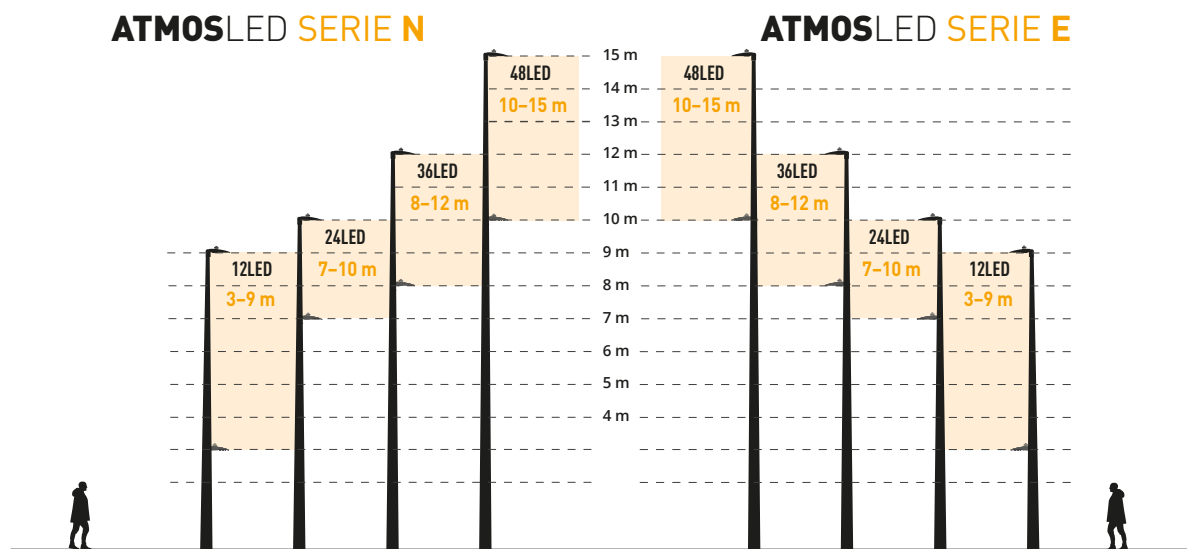 ATMOSLED SERIE N
48LED
10–15 m
36LED
8–12 m
24LED
7–10 m
12LED
3–9 m
15 m
14 m
13 m
12 m
11 m
10 m
9 m
8 m
7 m
6 m
5 m
4 m
ATMOSLED SERIE E
48LED
10–15 m
36LED
8–12 m
24LED
7–10 m
12LED
3–9 m